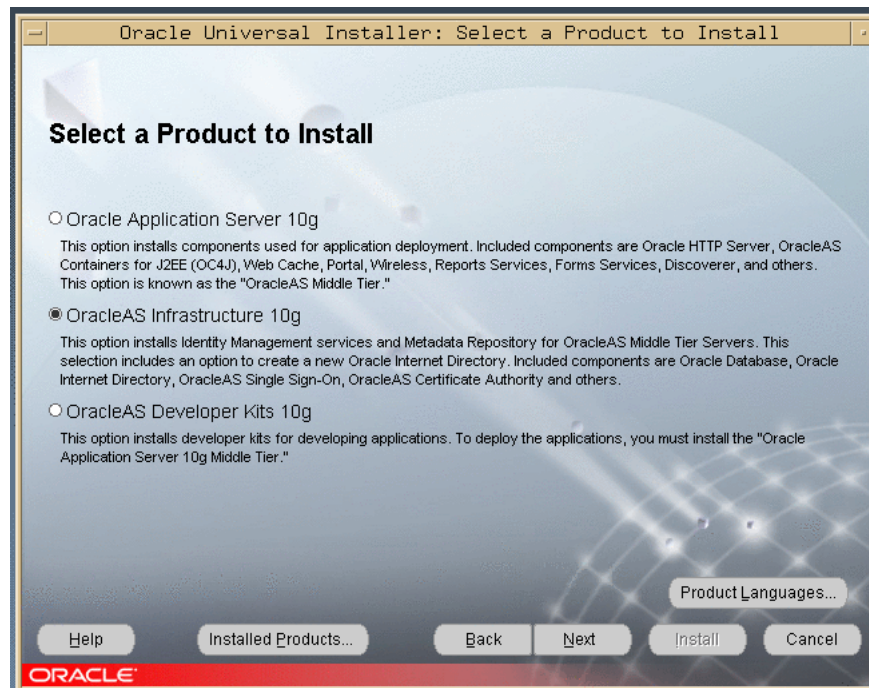 Oracle Universal Installer: Select a Product to Install
Select a Product to Install
Oracle Application Server 10g
This option installs components used for application deployment. Included components are Oracle HTTP Server, OracleAS
Containers for J2EE (OC4J), Web Cache, Portal, Wireless, Reports Services, Forms Services, Discoverer, and others.
This option is known as the "OracleAS Middle Tier."
OracleAS Infrastructure 10g
This option installs Identity Management services and Metadata Repository for OracleAS Middle Tier Servers. This
selection includes an option to create a new Oracle Internet Directory. Included components are Oracle Database, Oracle
Internet Directory, OracleAS Single Sign-On, OracleAS Certificate Authority and others.
OracleAS Developer Kits 10g
This option installs developer kits for developing applications. To deploy the applications, you must install the "Oracle
Application Server 10g Middle Tier."
Product Languages...
Help Installed Products... Back Next Install Cancel
ORACLE